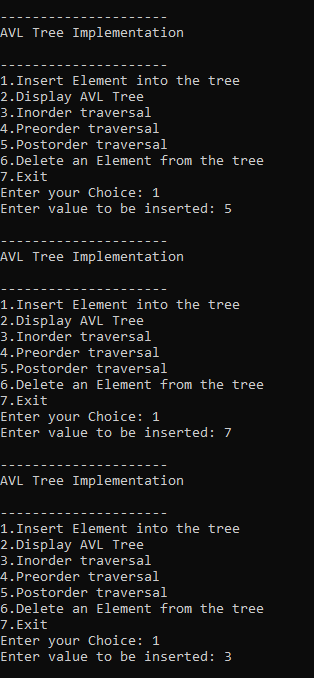 ---------------------
AVL Tree Implementation
---------------------
1.Insert Element into the tree
2.Display AVL Tree
3.Inorder traversal
4.Preorder traversal
5.Postorder traversal
6.Delete an Element from the tree
7.Exit
Enter your Choice: 1
Enter value to be inserted: 5
---------------------
AVL Tree Implementation
---------------------
1.Insert Element into the tree
2.Display AVL Tree
3.Inorder traversal
4.Preorder traversal
5.Postorder traversal
6.Delete an Element from the tree
7.Exit
Enter your Choice: 1
Enter value to be inserted: 7
---------------------
AVL Tree Implementation
---------------------
1.Insert Element into the tree
2.Display AVL Tree
3.Inorder traversal
4.Preorder traversal
5.Postorder traversal
6.Delete an Element from the tree
7.Exit
Enter your Choice: 1
Enter value to be inserted: 3